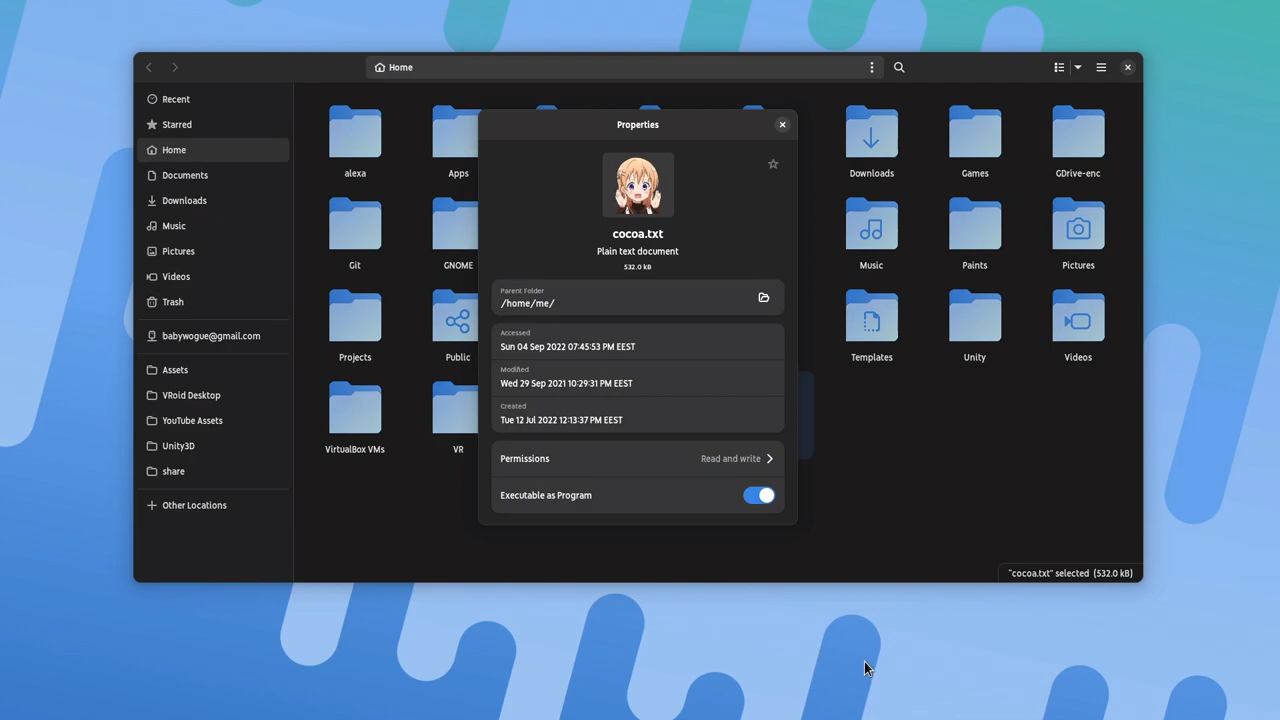 Home
Recent
Starred
Home
Documents
Downloads
Music
Pictures
Videos
Trash
babywogue@gmail.com
Assets
VRoid Desktop
YouTube Assets
Unity3D
share
Other Locations
alexa
Apps
Downloads
Games
GDrive-enc
Git
GNOME
Music
Paints
Pictures
Projects
Public
Templates
Unity
Videos
VirtualBox VMs
VR
Properties
cocoa.txt
Plain text document
532.0 kB
Parent Folder
/home/me/
Accessed
Sun 04 Sep 2022 07:45:53 PM EEST
Modified
Wed 29 Sep 2021 10:29:31 PM EEST
Created
Tue 12 Jul 2022 12:13:37 PM EEST
Permissions
Read and write
Executable as Program
"cocoa.txt" selected (532.0 kB)